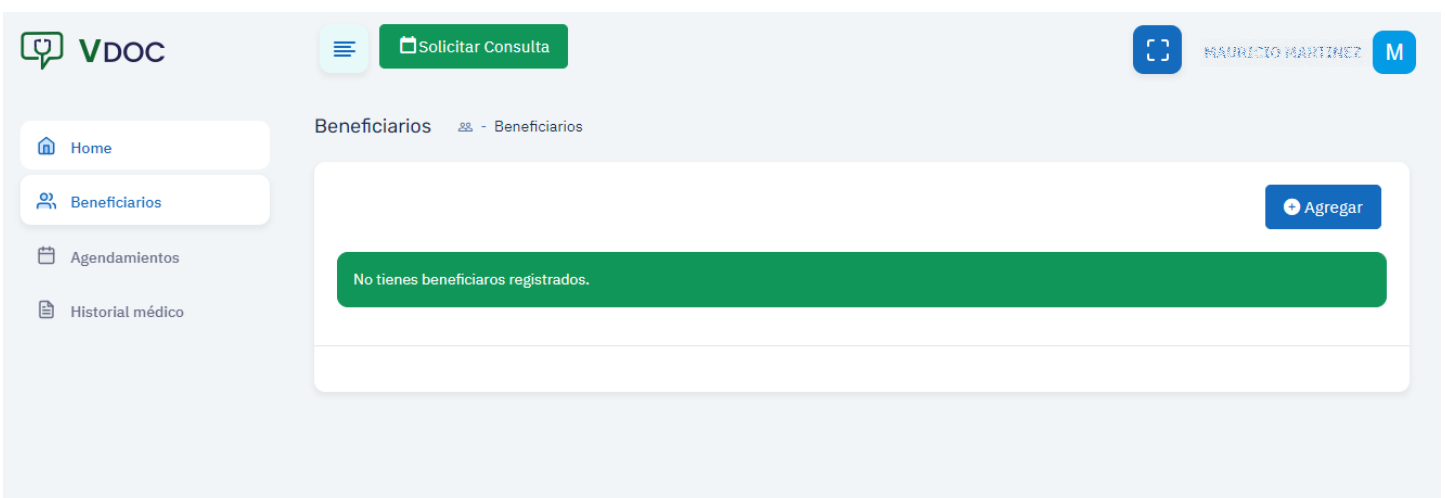 VDOC
Solicitar Consulta
MAURICIO MARTINEZ
M
Home
Beneficiarios
Agendamientos
Historial médico
Beneficiarios - Beneficiarios
Agregar
No tienes beneficiaros registrados.